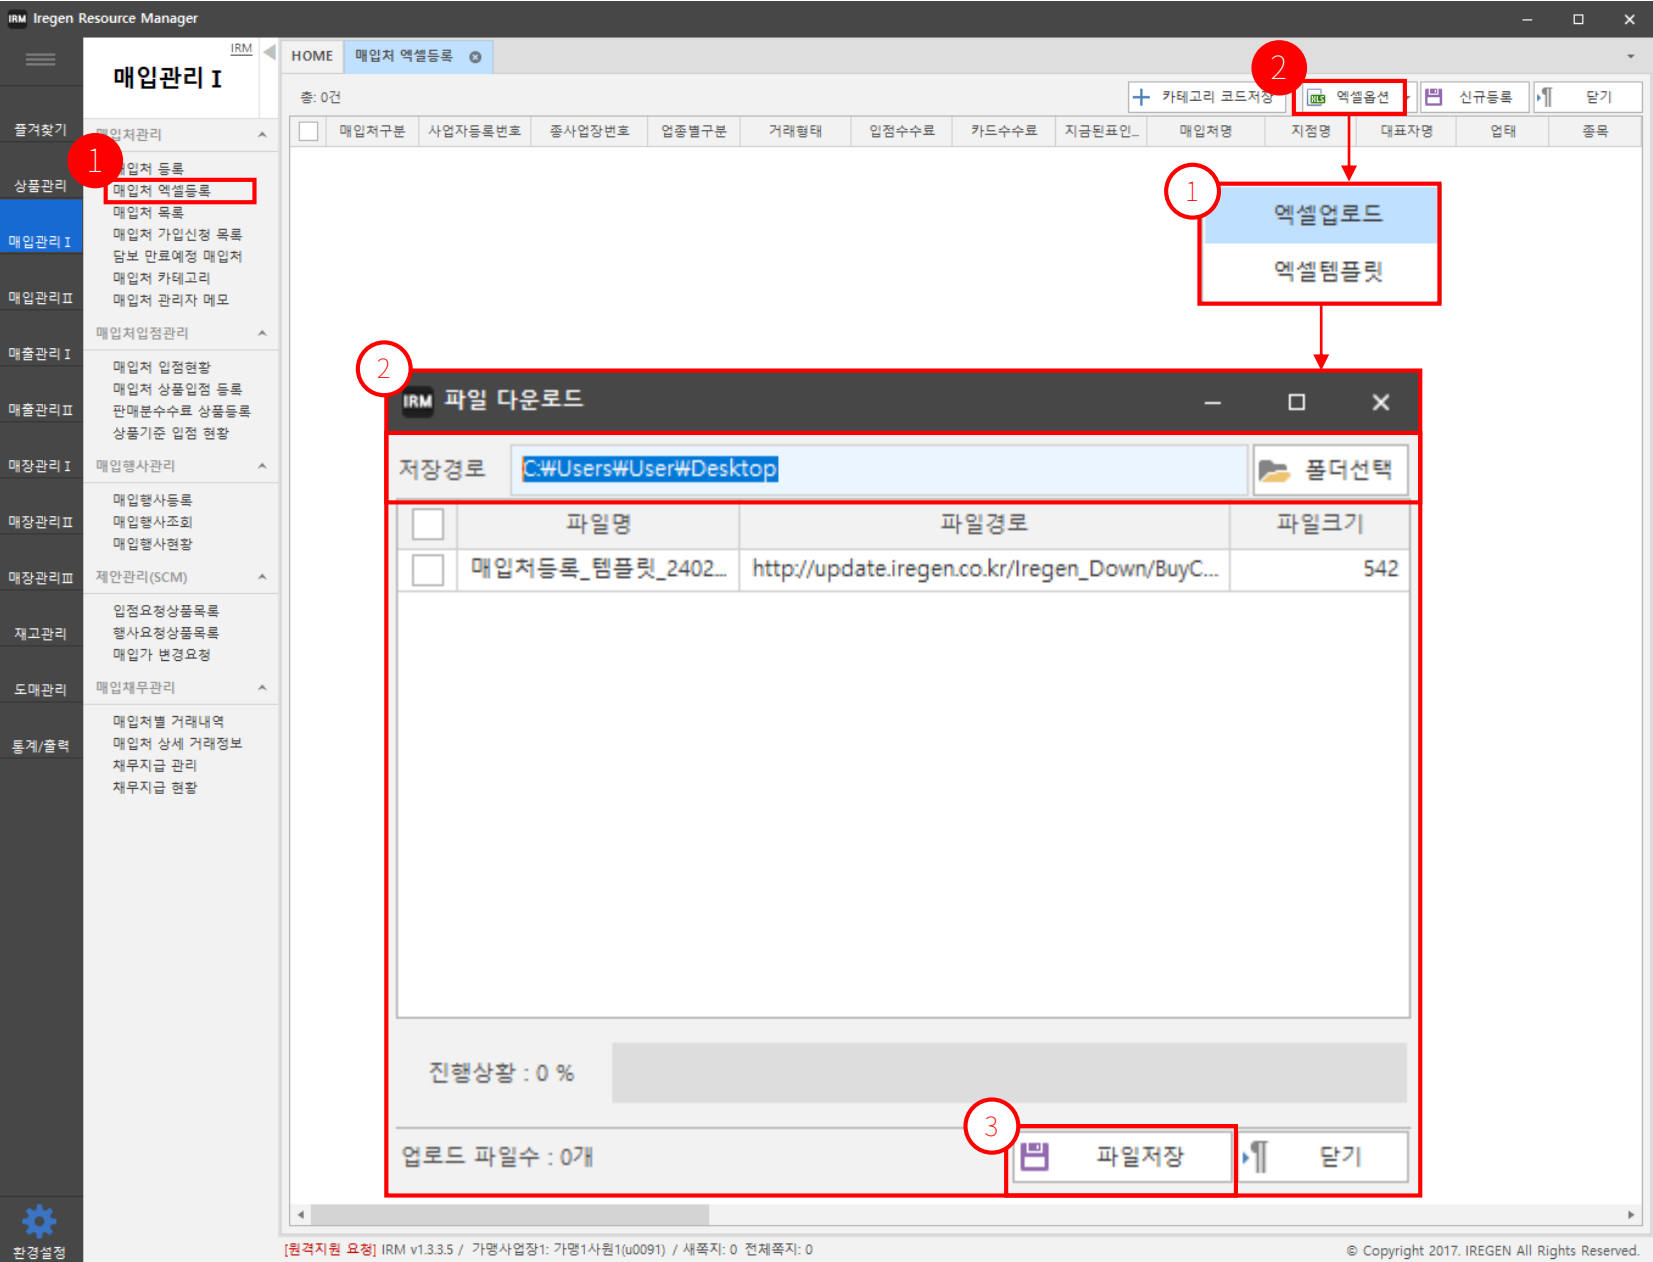 IRM Iregen Resource Manager
IRM
매입관리 I
HOME
매입처 엑셀등록
2
총: 0건
카테고리 코드저장
엑셀옵션
신규등록
닫기
매입처구분
사업자등록번호
종사업장번호
업종별구분
거래형태
입점수수료
카드수수료
지금된표인...
매입처명
지점명
대표자명
업태
종목
즐겨찾기
상품관리
매입관리 I
매입관리 II
매출관리 I
매출관리 II
매장관리 I
매장관리 II
매장관리 III
재고관리
도매관리
통계/출력
환경설정
매입처관리
1
매입처 등록
매입처 엑셀등록
매입처 목록
매입처 가입신청 목록
담보 만료예정 매입처
매입처 카테고리
매입처 관리자 메모
매입처입점관리
매입처 입점현황
매입처 상품입점 등록
판매분수수료 상품등록
상품기준 입점 현황
매입행사관리
매입행사등록
매입행사조회
매입행사현황
제안관리(SCM)
입점요청상품목록
행사요청상품목록
매입가 변경요청
매입채무관리
매입처별 거래내역
매입처 상세 거래정보
채무지급 관리
채무지급 현황
1
엑셀업로드
엑셀템플릿
2
IRM 파일 다운로드
저장경로
C:₩Users₩User₩Desktop
폴더선택
파일명
파일경로
파일크기
매입처등록_템플릿_2402...
http://update.iregen.co.kr/Iregen_Down/BuyC...
542
진행상황 : 0 %
업로드 파일수 : 0개
3
파일저장
닫기
[원격지원 요청] IRM v1.3.3.5 / 가맹사업장1: 가맹1사원1(u0091) / 새쪽지: 0 전체쪽지: 0
© Copyright 2017. IREGEN All Rights Reserved.